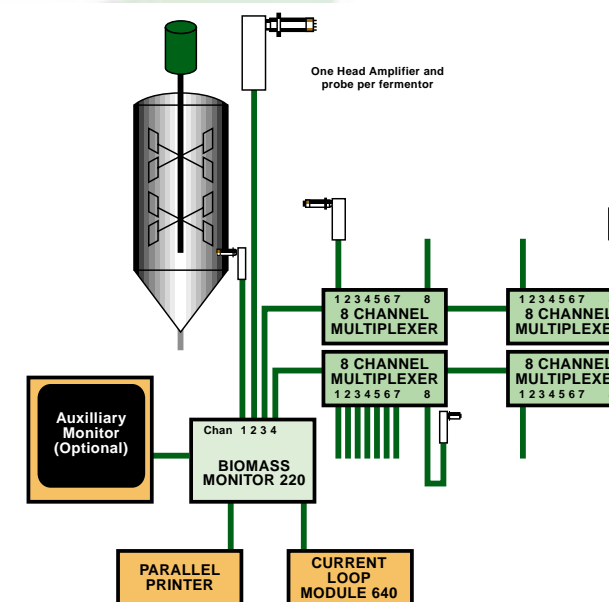 One Head Amplifier and
probe per fermentor
1 2 3 4 5 6 7 8
8 CHANNEL
MULTIPLEXER
1 2 3 4 5 6 7
8 CHANNEL
MULTIPLEXE
8 CHANNEL
MULTIPLEXER
1 2 3 4 5 6 7 8
8 CHANNEL
MULTIPLEXE
1 2 3 4 5 6 7
Auxilliary
Monitor
(Optional)
Chan 1 2 3 4
BIOMASS
MONITOR 220
PARALLEL
PRINTER
CURRENT
LOOP
MODULE 640